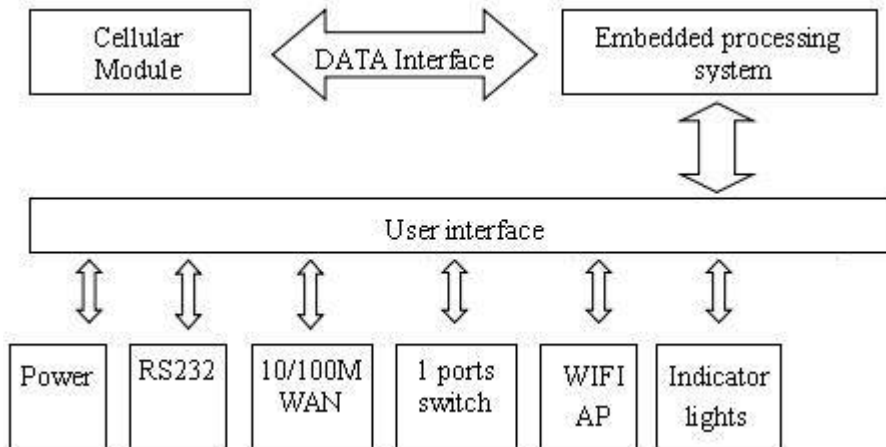 Cellular
Module
DATA Interface
Embedded processing
system
User interface
Power
RS232
10/100M
WAN
1 ports
switch
WIFI
AP
Indicator
lights